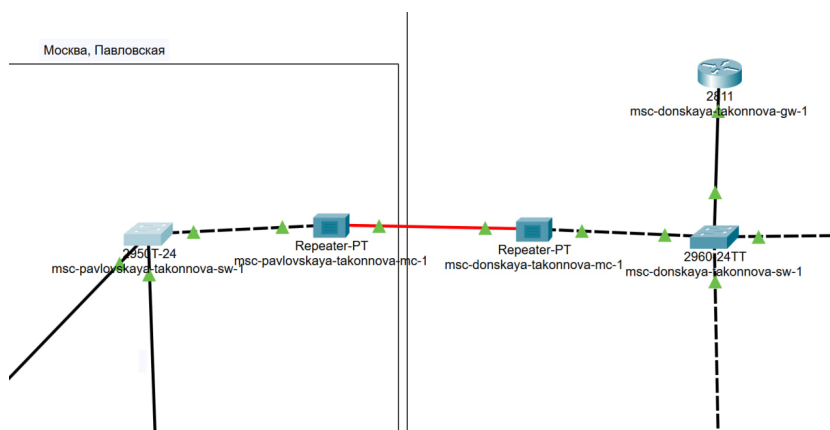 Москва, Павловская
2811
msc-donskaya-takonnova-gw-1
2950T-24
msc-pavlovskaya-takonnova-sw-1
Repeater-PT
msc-pavlovskaya-takonnova-mc-1
Repeater-PT
msc-donskaya-takonnova-mc-1
2960-24TT
msc-donskaya-takonnova-sw-1